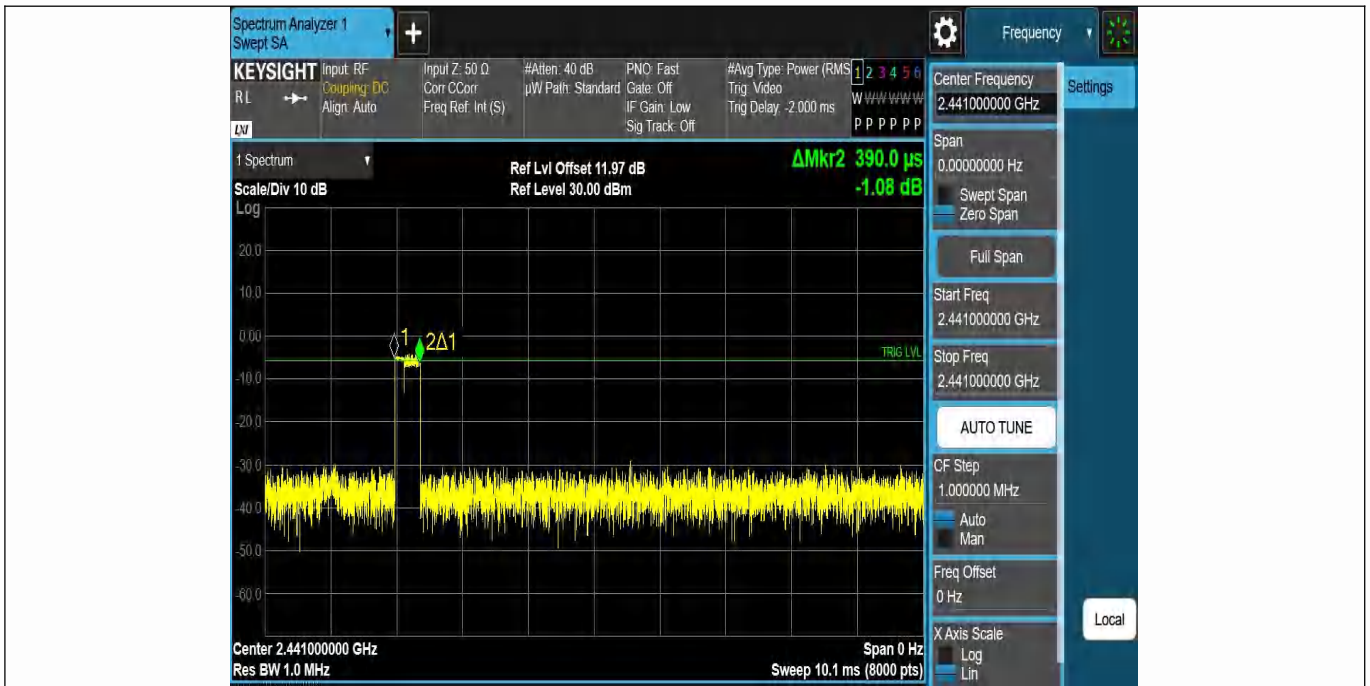 Spectrum Analyzer 1
Swept SA
+
Frequency
KEYSIGHT
RL
LXI
Input: RF
Coupling: DC
Align: Auto
Input Z: 50 Ω
Corr CCorr
Freq Ref: Int (S)
#Atten: 40 dB
µW Path: Standard
PNO: Fast
Gate: Off
IF Gain: Low
Sig Track: Off
#Avg Type: Power (RMS
Trig: Video
Trig Delay: -2.000 ms
1 2 3 4 5 6
W W W W W W
P P P P P P
1 Spectrum
Scale/Div 10 dB
Log
Ref Lvl Offset 11.97 dB
Ref Level 30.00 dBm
ΔMkr2 390.0 µs
-1.08 dB
20.0
10.0
0.00
-10.0
-20.0
-30.0
-40.0
-50.0
-60.0
1
2Δ1
TRIG LVL
Center 2.441000000 GHz
Res BW 1.0 MHz
Span 0 Hz
Sweep 10.1 ms (8000 pts)
Center Frequency
2.441000000 GHz
Settings
Span
0.00000000 Hz
Swept Span
Zero Span
Full Span
Start Freq
2.441000000 GHz
Stop Freq
2.441000000 GHz
AUTO TUNE
CF Step
1.000000 MHz
Auto
Man
Freq Offset
0 Hz
X Axis Scale
Log
Lin
Local